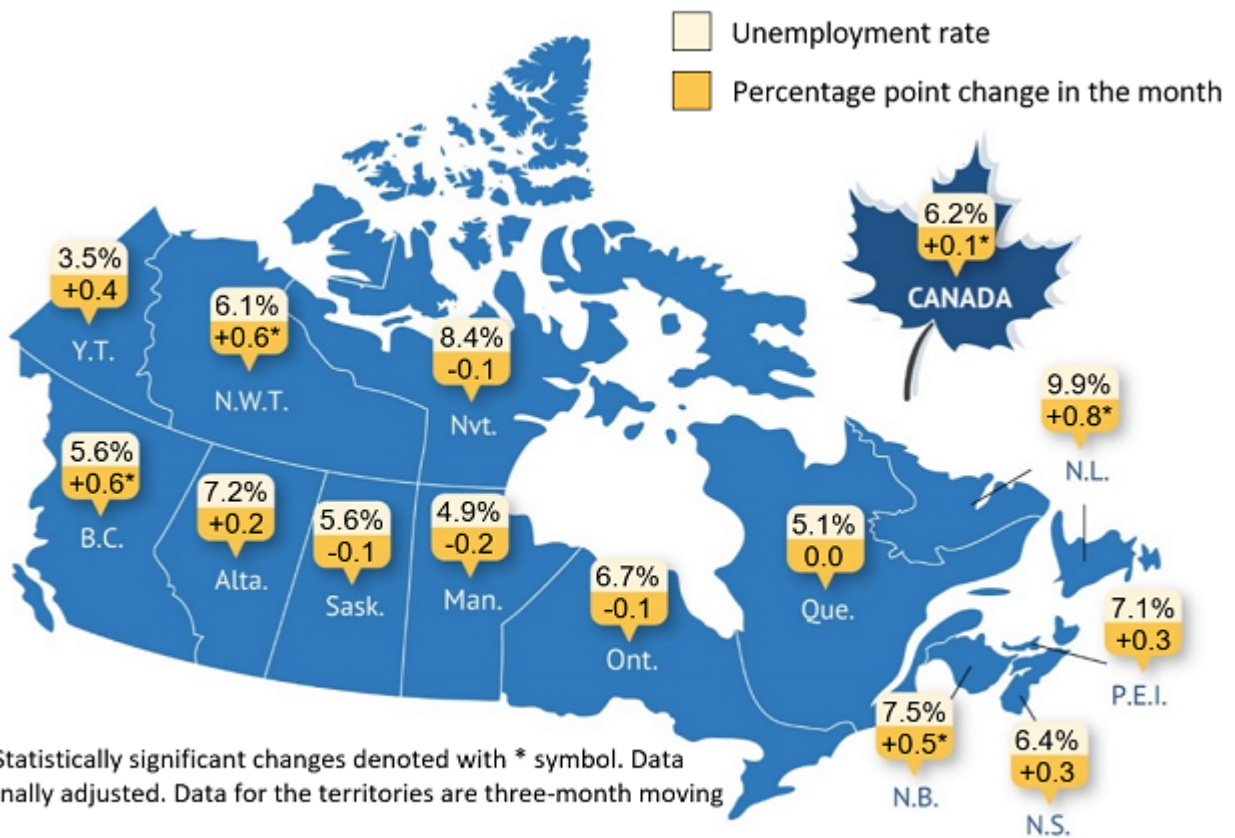 Unemployment rate
Percentage point change in the month
6.2%
+0.1*
CANADA
3.5%
+0.4
Y.T.
6.1%
+0.6*
N.W.T.
8.4%
-0.1
Nvt.
9.9%
+0.8*
N.L.
5.6%
+0.6*
B.C.
7.2%
+0.2
Alta.
5.6%
-0.1
Sask.
4.9%
-0.2
Man.
6.7%
-0.1
Ont.
5.1%
0.0
Que.
7.1%
+0.3
P.E.I.
7.5%
+0.5*
N.B.
6.4%
+0.3
N.S.
Statistically significant changes denoted with * symbol. Data
nally adjusted. Data for the territories are three-month moving